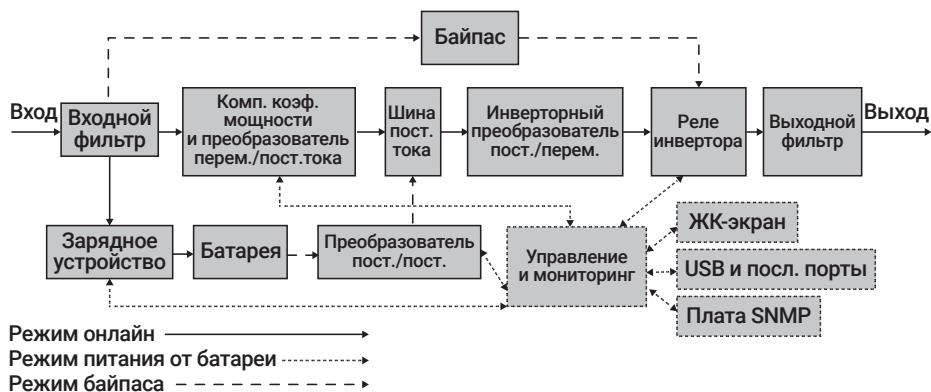 Байпас
Вход
Входной
фильтр
Комп. коэф.
мощности
и преобразователь
перем./пост.тока
Шина
пост.
тока
Инверторный
преобразователь
пост./перем.
Реле
инвертора
Выходной
фильтр
Выход
Зарядное
устройство
Батарея
Преобразователь
пост./пост.
Управление
и мониторинг
ЖК-экран
USB и посл. порты
Плата SNMP
Режим онлайн
Режим питания от батареи
Режим байпаса